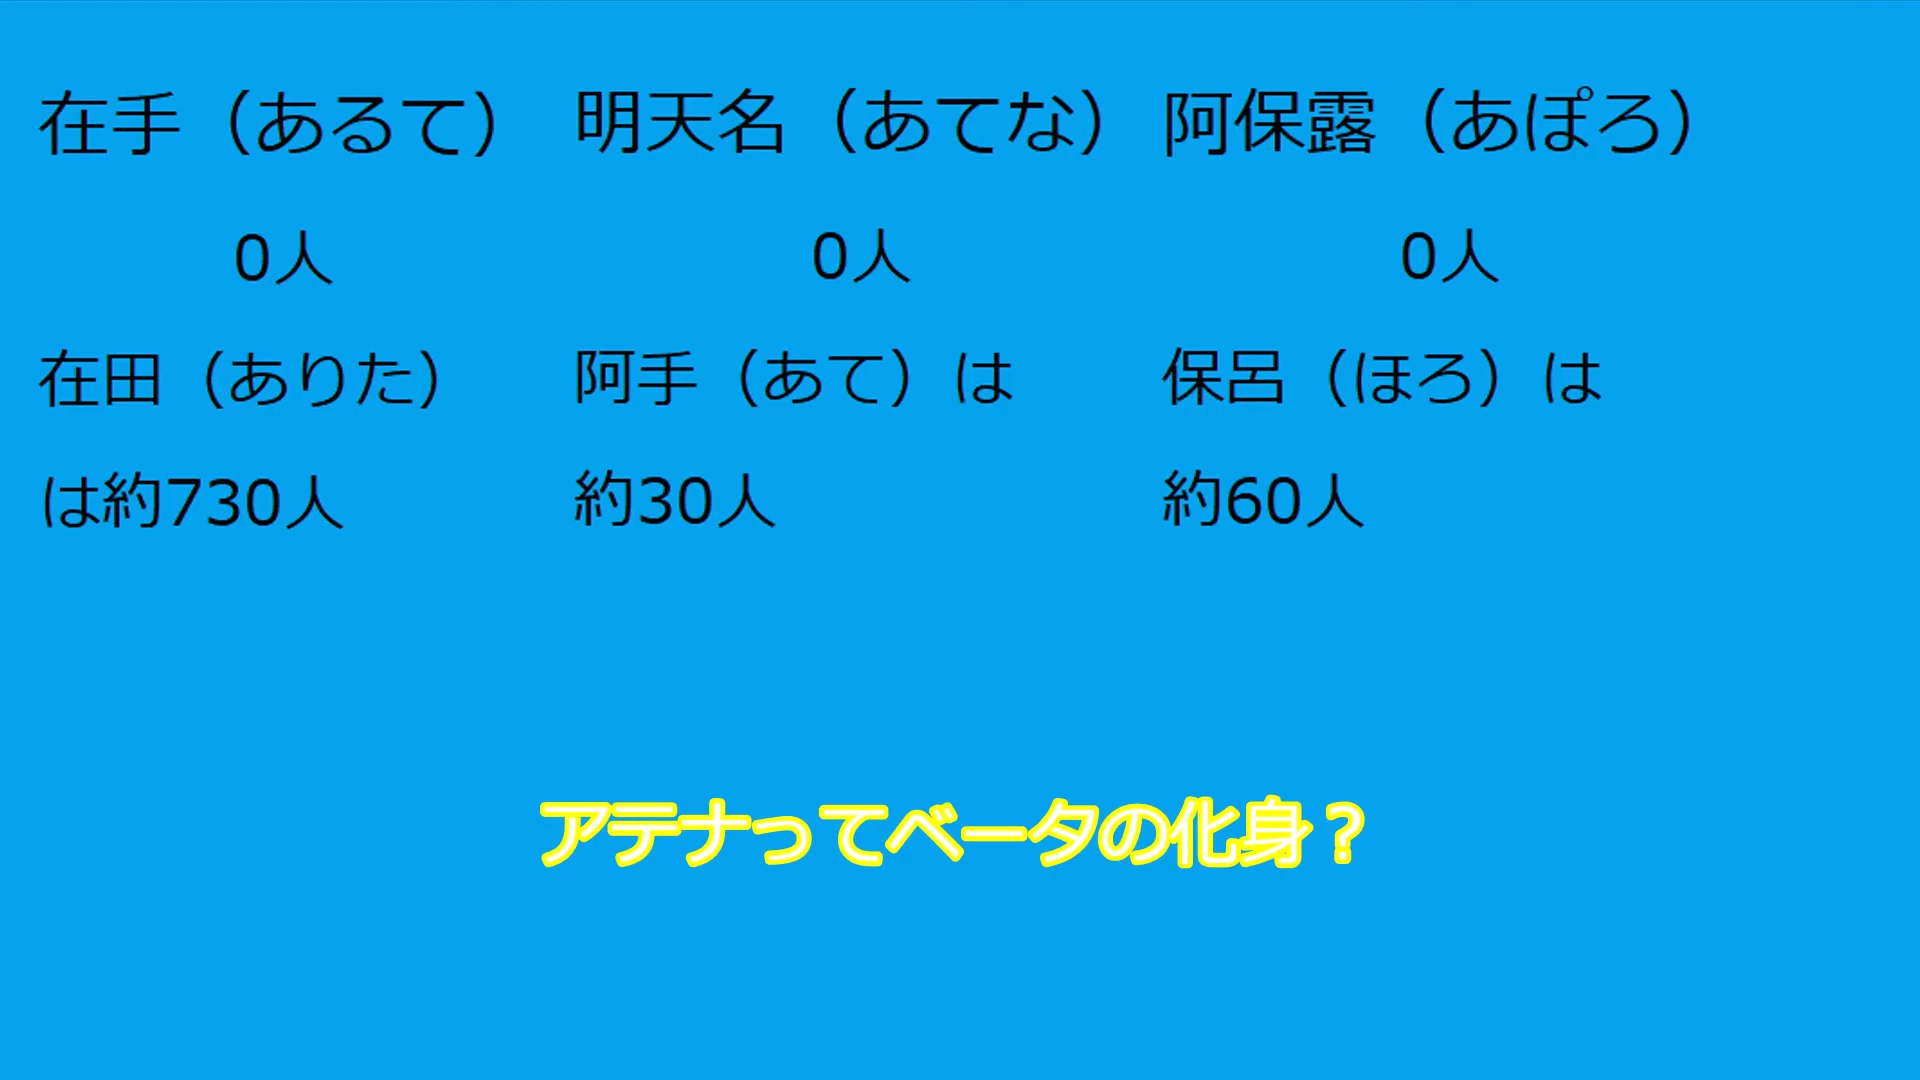 在手（あるて） 明天名（あてな） 阿保露（あぽろ）
0人 0人 0人
在田（ありた） 阿手（あて）は 保呂（ほろ）は
は約730人 約30人 約60人
アテナってベータの化身？